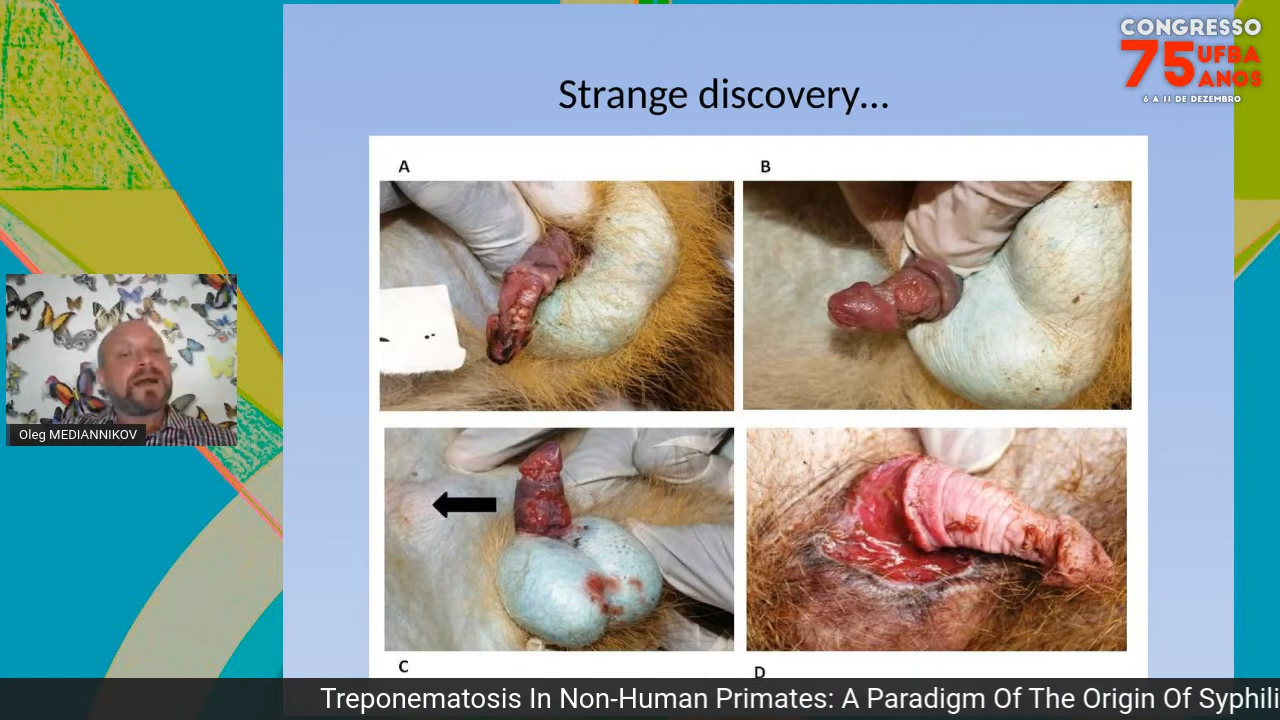 CONGRESSO
75 UFBA
ANOS
6 A 11 DE DEZEMBRO
Strange discovery...
A
B
Oleg MEDIANNIKOV
C
D
Treponematosis In Non-Human Primates: A Paradigm Of The Origin Of Syphili